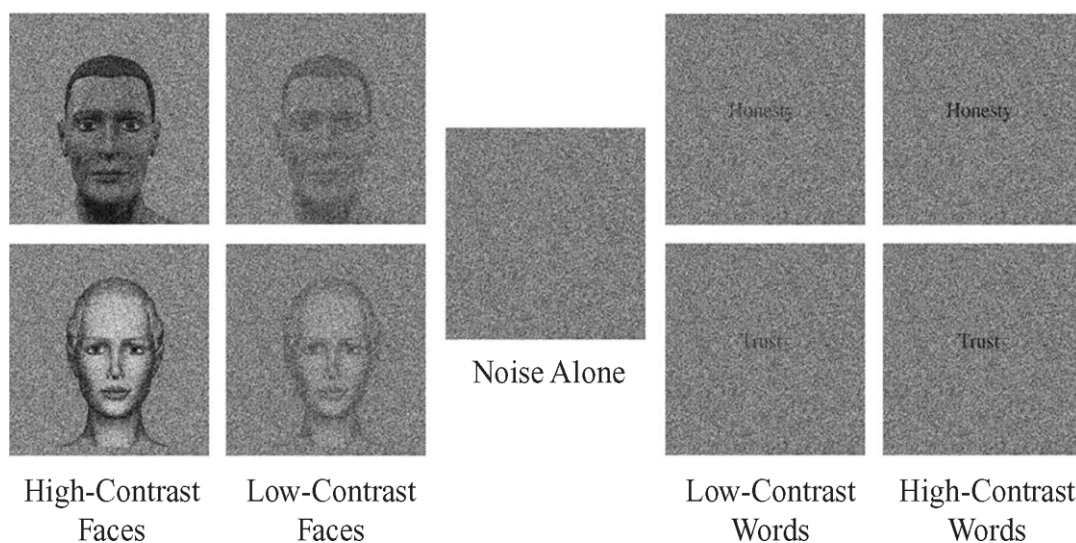 Honesty Honesty
Trust Trust
Noise Alone
High-Contrast Low-Contrast Low-Contrast High-Contrast
Faces Faces Words Words